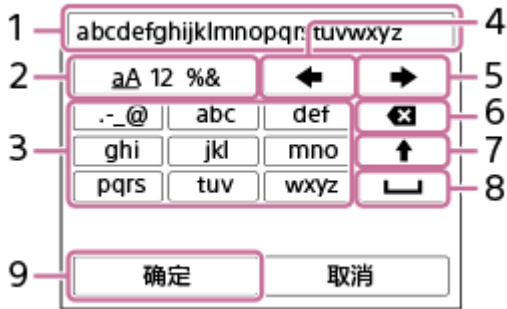 1 abcdefghijklmnopqrstuvwxyz 4
2 aA 12 %& 5
.-_@ abc def 6
3 ghi jkl mno 7
pqrs tuv wxyz 8
9 确定 取消